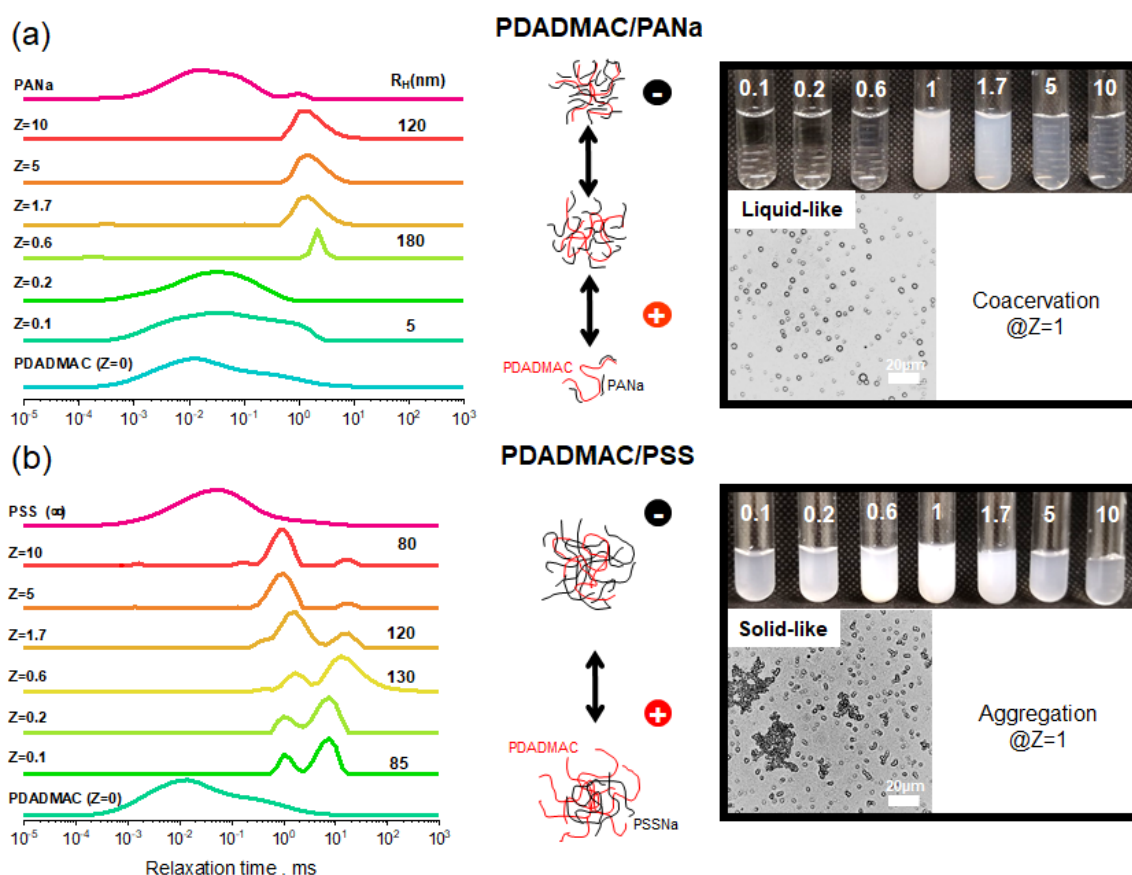 (a)
PDADMAC/PANa
PANa
R_H(nm)
Z=10
120
Z=5
Z=1.7
Z=0.6
180
Z=0.2
Z=0.1
5
PDADMAC (Z=0)
10⁻⁵ 10⁻⁴ 10⁻³ 10⁻² 10⁻¹ 10⁰ 10¹ 10² 10³
-
+
PDADMAC
PANa
0.1 0.2 0.6 1 1.7 5 10
Liquid-like
20µm
Coacervation
@Z=1
(b)
PDADMAC/PSS
PSS (∞)
Z=10
80
Z=5
Z=1.7
120
Z=0.6
130
Z=0.2
Z=0.1
85
PDADMAC (Z=0)
10⁻⁵ 10⁻⁴ 10⁻³ 10⁻² 10⁻¹ 10⁰ 10¹ 10² 10³
Relaxation time , ms
-
+
PDADMAC
PSSNa
0.1 0.2 0.6 1 1.7 5 10
Solid-like
20µm
Aggregation
@Z=1